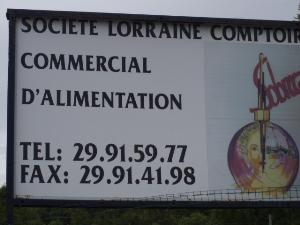 SOCIETE LORRAINE COMPTOIR
COMMERCIAL
D'ALIMENTATION
TEL: 29.91.59.77
FAX: 29.91.41.98